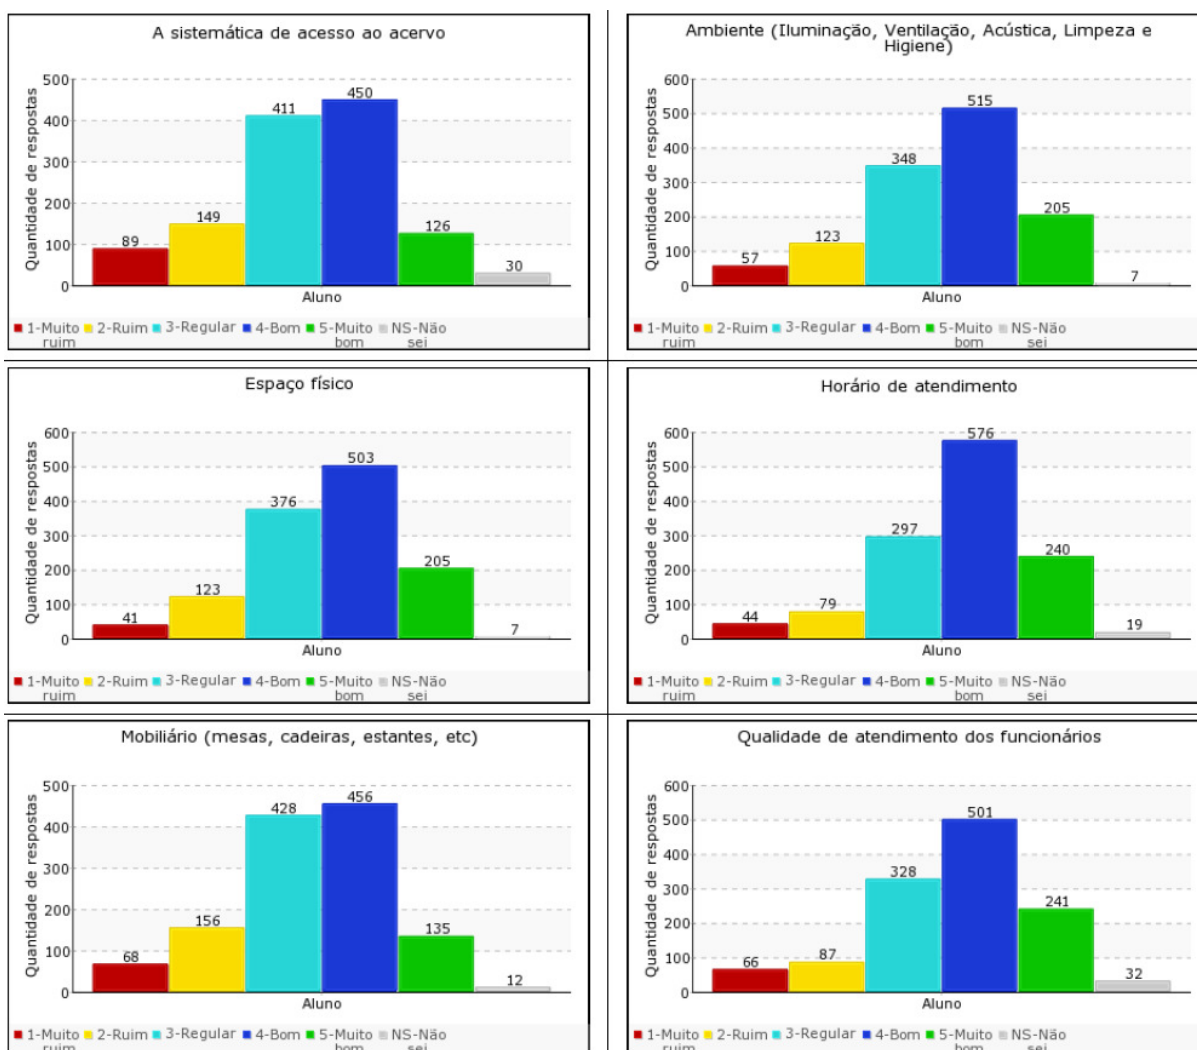 A sistemática de acesso ao acervo
500
400
300
200
100
0
Quantidade de respostas
89
149
411
450
126
30
Aluno
1-Muito ruim
2-Ruim
3-Regular
4-Bom
5-Muito bom
NS-Não sei
Ambiente (Iluminação, Ventilação, Acústica, Limpeza e
Higiene)
600
500
400
300
200
100
0
Quantidade de respostas
57
123
348
515
205
7
Aluno
1-Muito ruim
2-Ruim
3-Regular
4-Bom
5-Muito bom
NS-Não sei
Espaço físico
600
500
400
300
200
100
0
Quantidade de respostas
41
123
376
503
205
7
Aluno
1-Muito ruim
2-Ruim
3-Regular
4-Bom
5-Muito bom
NS-Não sei
Horário de atendimento
600
500
400
300
200
100
0
Quantidade de respostas
44
79
297
576
240
19
Aluno
1-Muito ruim
2-Ruim
3-Regular
4-Bom
5-Muito bom
NS-Não sei
Mobiliário (mesas, cadeiras, estantes, etc)
500
400
300
200
100
0
Quantidade de respostas
68
156
428
456
135
12
Aluno
1-Muito ruim
2-Ruim
3-Regular
4-Bom
5-Muito bom
NS-Não sei
Qualidade de atendimento dos funcionários
600
500
400
300
200
100
0
Quantidade de respostas
66
87
328
501
241
32
Aluno
1-Muito ruim
2-Ruim
3-Regular
4-Bom
5-Muito bom
NS-Não sei